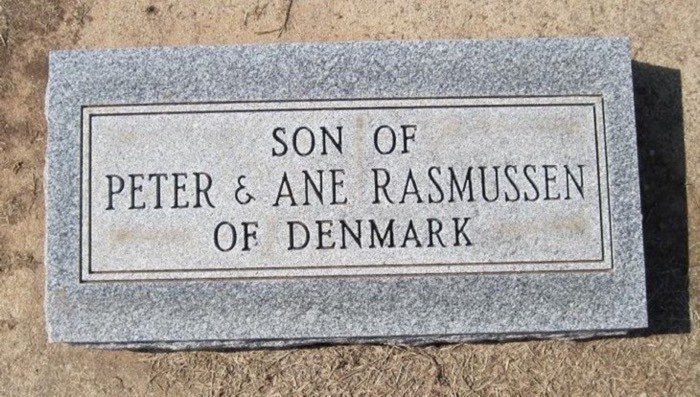 SON OF
PETER & ANE RASMUSSEN
OF DENMARK